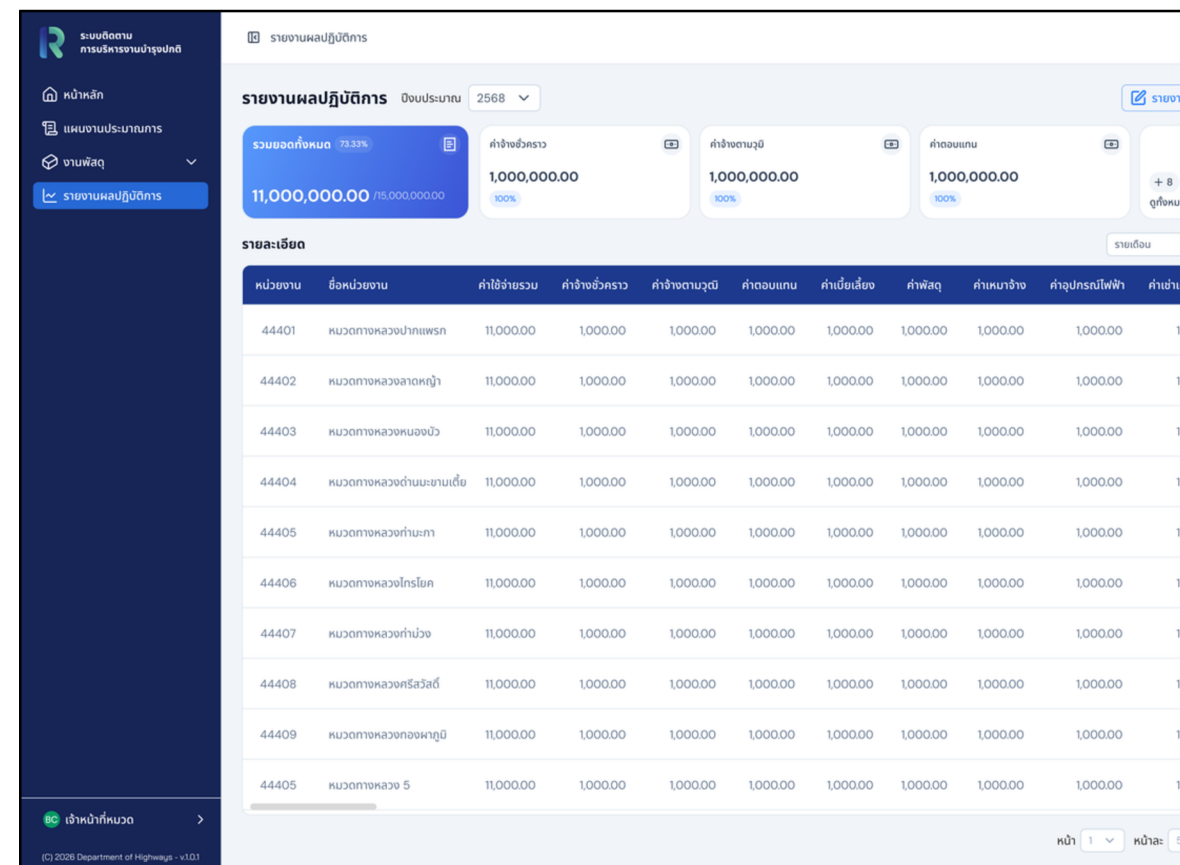 ระบบติดตาม
การบริหารงานบำรุงปกติ
หน้าหลัก
แผนงานประมาณการ
งานพัสดุ
รายงานผลปฏิบัติการ
เจ้าหน้าที่หมวด
BC
(C) 2026 Department of Highways - v.1.0.1
รายงานผลปฏิบัติการ
รายงานผลปฏิบัติการ ปีงบประมาณ 2568
รวมยอดทั้งหมด 73.33% ค่าจ้างชั่วคราว ค่าจ้างตามวุฒิ ค่าตอบแทน
11,000,000.00 /15,000,000.00 1,000,000.00 1,000,000.00 1,000,000.00 + 8
100% 100% 100%
รายละเอียด รายเดือน
หน่วยงาน ชื่อหน่วยงาน ค่าใช้จ่ายรวม ค่าจ้างชั่วคราว ค่าจ้างตามวุฒิ ค่าตอบแทน ค่าเบี้ยเลี้ยง ค่าพัสดุ ค่าเหมาจ้าง ค่าอุปกรณ์ไฟฟ้า
44401 หมวดทางหลวงปากแพรก 11,000.00 1,000.00 1,000.00 1,000.00 1,000.00 1,000.00 1,000.00 1,000.00
44402 หมวดทางหลวงลาดหญ้า 11,000.00 1,000.00 1,000.00 1,000.00 1,000.00 1,000.00 1,000.00 1,000.00
44403 หมวดทางหลวงหนองบัว 11,000.00 1,000.00 1,000.00 1,000.00 1,000.00 1,000.00 1,000.00 1,000.00
44404 หมวดทางหลวงด่านมะขามเตี้ย 11,000.00 1,000.00 1,000.00 1,000.00 1,000.00 1,000.00 1,000.00 1,000.00
44405 หมวดทางหลวงท่ามะกา 11,000.00 1,000.00 1,000.00 1,000.00 1,000.00 1,000.00 1,000.00 1,000.00
44406 หมวดทางหลวงไทรโยค 11,000.00 1,000.00 1,000.00 1,000.00 1,000.00 1,000.00 1,000.00 1,000.00
44407 หมวดทางหลวงท่าม่วง 11,000.00 1,000.00 1,000.00 1,000.00 1,000.00 1,000.00 1,000.00 1,000.00
44408 หมวดทางหลวงศรีสวัสดิ์ 11,000.00 1,000.00 1,000.00 1,000.00 1,000.00 1,000.00 1,000.00 1,000.00
44409 หมวดทางหลวงทองผาภูมิ 11,000.00 1,000.00 1,000.00 1,000.00 1,000.00 1,000.00 1,000.00 1,000.00
44405 หมวดทางหลวง 5 11,000.00 1,000.00 1,000.00 1,000.00 1,000.00 1,000.00 1,000.00 1,000.00
หน้า 1 หน้าละ